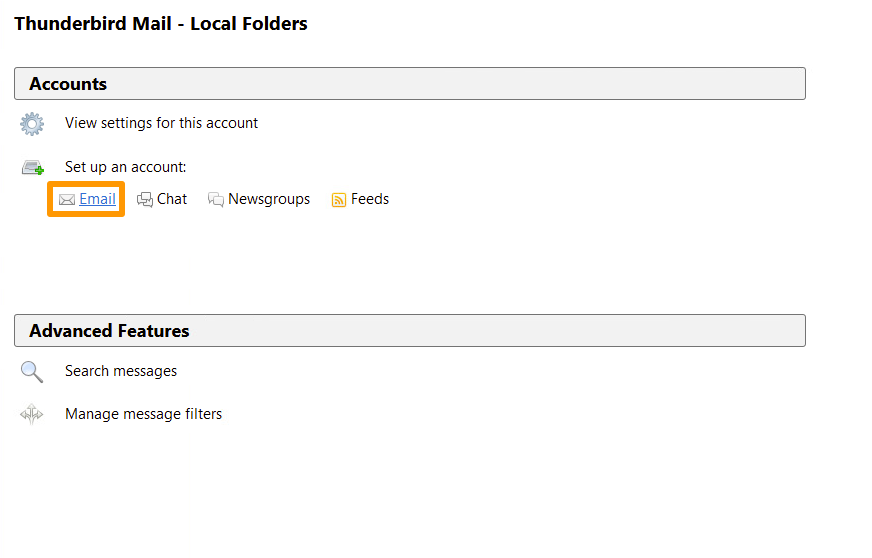 Thunderbird Mail - Local Folders
Accounts
View settings for this account
Set up an account:
Email Chat Newsgroups Feeds
Advanced Features
Search messages
Manage message filters